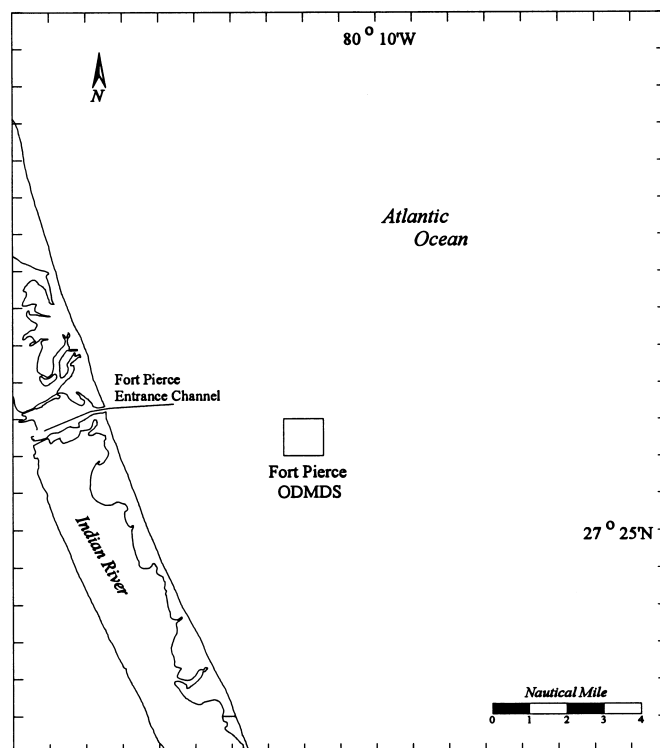 80 ° 10'W
N
Atlantic
Ocean
Fort Pierce
Entrance Channel
Fort Pierce
ODMDS
27 ° 25'N
Indian River
Nautical Mile
0 1 2 3 4